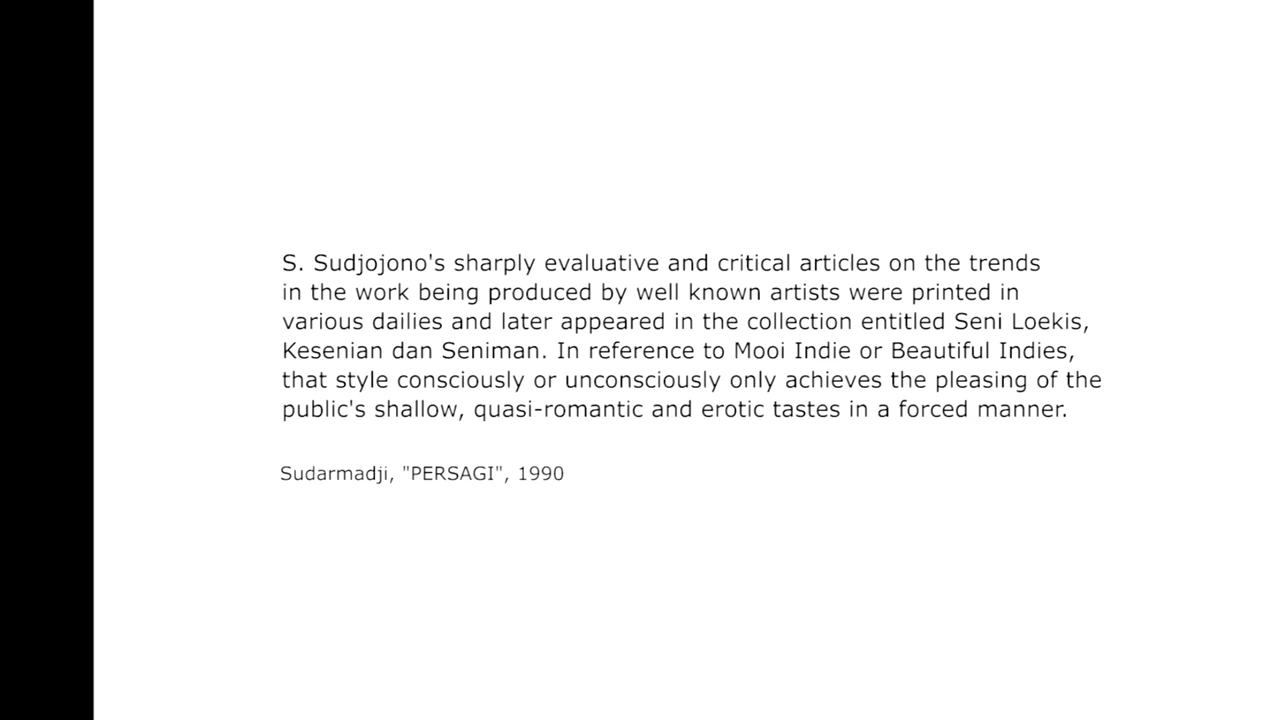 S. Sudjojono's sharply evaluative and critical articles on the trends
in the work being produced by well known artists were printed in
various dailies and later appeared in the collection entitled Seni Loekis,
Kesenian dan Seniman. In reference to Mooi Indie or Beautiful Indies,
that style consciously or unconsciously only achieves the pleasing of the
public's shallow, quasi-romantic and erotic tastes in a forced manner.
Sudarmadji, "PERSAGI", 1990